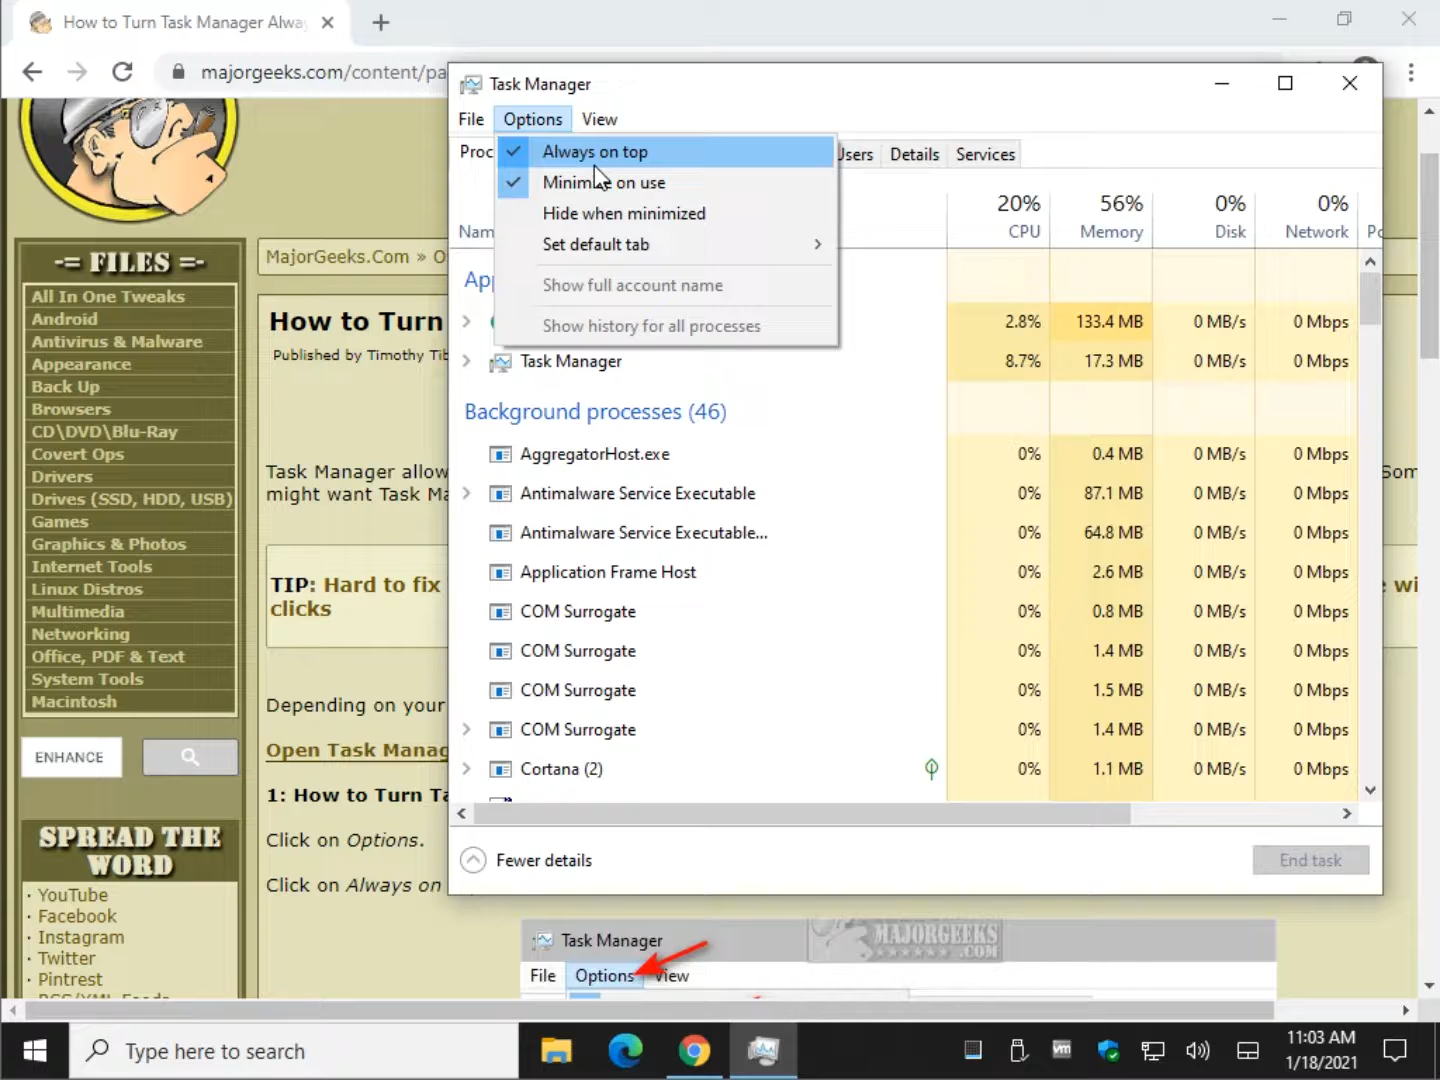 How to Turn Task Manager Alwa
majorgeeks.com/content/pa
Task Manager
File Options View
Always on top
Minimize on use
Hide when minimized
Set default tab
Show full account name
Show history for all processes
Proc
Users Details Services
20% 56% 0% 0%
Nam CPU Memory Disk Network Po
App
2.8% 133.4 MB 0 MB/s 0 Mbps
Task Manager 8.7% 17.3 MB 0 MB/s 0 Mbps
Background processes (46)
AggregatorHost.exe 0% 0.4 MB 0 MB/s 0 Mbps
Antimalware Service Executable 0% 87.1 MB 0 MB/s 0 Mbps
Antimalware Service Executable... 0% 64.8 MB 0 MB/s 0 Mbps
Application Frame Host 0% 2.6 MB 0 MB/s 0 Mbps
COM Surrogate 0% 0.8 MB 0 MB/s 0 Mbps
COM Surrogate 0% 1.4 MB 0 MB/s 0 Mbps
COM Surrogate 0% 1.5 MB 0 MB/s 0 Mbps
COM Surrogate 0% 1.4 MB 0 MB/s 0 Mbps
Cortana (2) 0% 1.1 MB 0 MB/s 0 Mbps
Fewer details End task
-= FILES =-
All In One Tweaks
Android
Antivirus & Malware
Appearance
Back Up
Browsers
CD\DVD\Blu-Ray
Covert Ops
Drivers
Drives (SSD, HDD, USB)
Games
Graphics & Photos
Internet Tools
Linux Distros
Multimedia
Networking
Office, PDF & Text
System Tools
Macintosh
ENHANCE
SPREAD THE
WORD
· YouTube
· Facebook
· Instagram
· Twitter
· Pintrest
· RSS/XML Feeds
MajorGeeks.Com » O
How to Turn
Published by Timothy Tib
Task Manager allow Som
might want Task Ma
TIP: Hard to fix e wi
clicks
Depending on your
Open Task Manag
1: How to Turn Ta
Click on Options.
Click on Always on
Task Manager
MAJORGEEKS
.COM
File Options View
Type here to search
vm
11:03 AM
1/18/2021